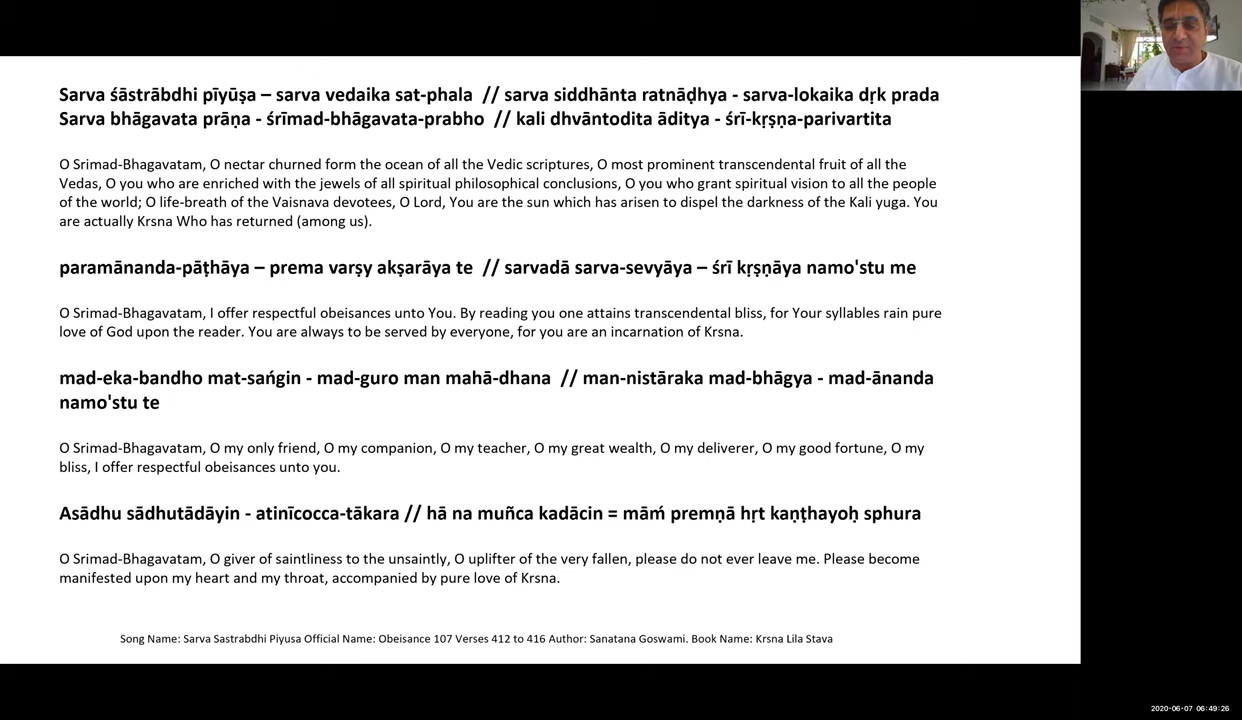 Sarva śāstrābdhi pīyūṣa – sarva vedaika sat-phala // sarva siddhānta ratnāḍhya - sarva-lokaika dṛk prada
Sarva bhāgavata prāṇa - śrīmad-bhāgavata-prabho // kali dhvāntodita āditya - śrī-kṛṣṇa-parivartita
O Srimad-Bhagavatam, O nectar churned form the ocean of all the Vedic scriptures, O most prominent transcendental fruit of all the
Vedas, O you who are enriched with the jewels of all spiritual philosophical conclusions, O you who grant spiritual vision to all the people
of the world; O life-breath of the Vaisnava devotees, O Lord, You are the sun which has arisen to dispel the darkness of the Kali yuga. You
are actually Krsna Who has returned (among us).
paramānanda-pāṭhāya – prema varṣy akṣarāya te // sarvadā sarva-sevyāya – śrī kṛṣṇāya namo'stu me
O Srimad-Bhagavatam, I offer respectful obeisances unto You. By reading you one attains transcendental bliss, for Your syllables rain pure
love of God upon the reader. You are always to be served by everyone, for you are an incarnation of Krsna.
mad-eka-bandho mat-saṅgin - mad-guro man mahā-dhana // man-nistāraka mad-bhāgya - mad-ānanda
namo'stu te
O Srimad-Bhagavatam, O my only friend, O my companion, O my teacher, O my great wealth, O my deliverer, O my good fortune, O my
bliss, I offer respectful obeisances unto you.
Asādhu sādhutādāyin - atinīcocca-tākara // hā na muñca kadācin = māḿ premṇā hṛt kaṇṭhayoḥ sphura
O Srimad-Bhagavatam, O giver of saintliness to the unsaintly, O uplifter of the very fallen, please do not ever leave me. Please become
manifested upon my heart and my throat, accompanied by pure love of Krsna.
Song Name: Sarva Sastrabdhi Piyusa Official Name: Obeisance 107 Verses 412 to 416 Author: Sanatana Goswami. Book Name: Krsna Lila Stava
2020-06-07 06:49:26